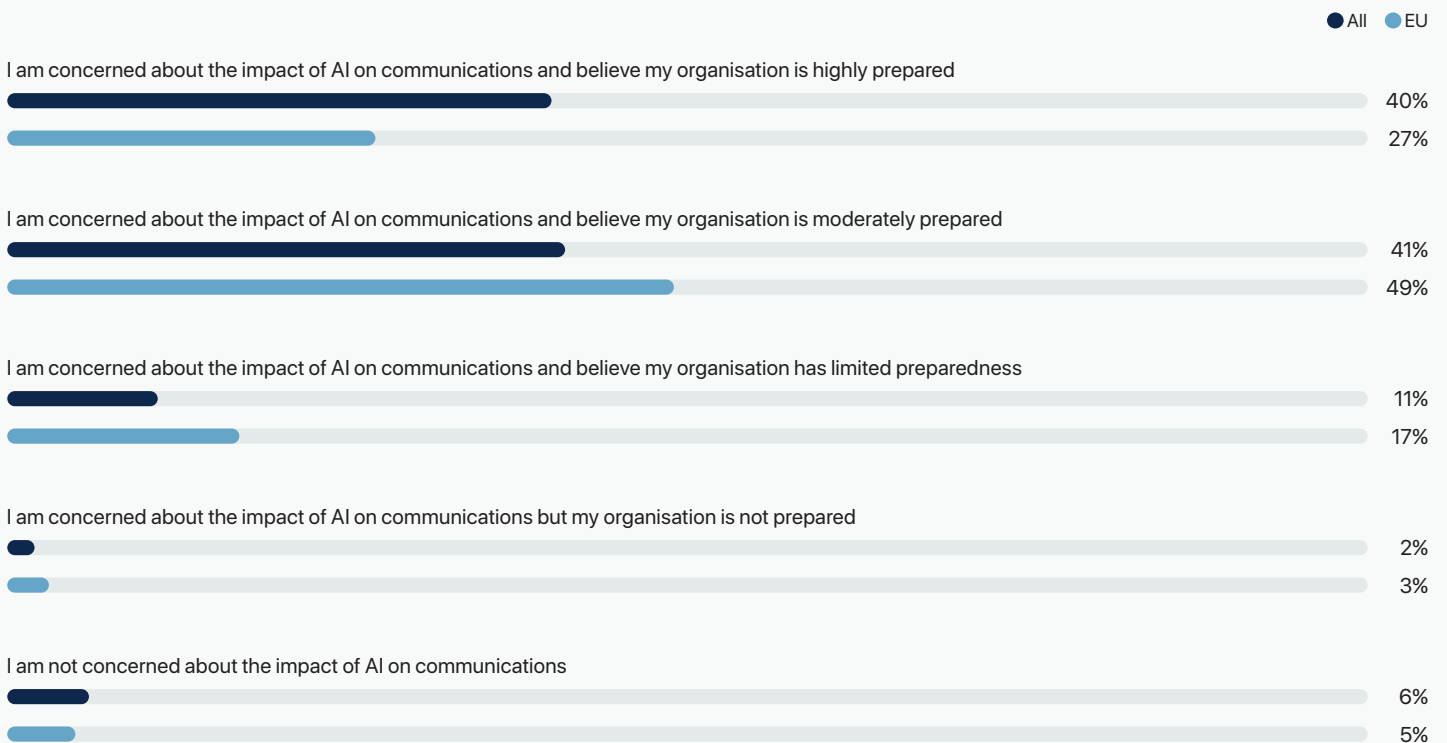 All EU
I am concerned about the impact of AI on communications and believe my organisation is highly prepared
40%
27%
I am concerned about the impact of AI on communications and believe my organisation is moderately prepared
41%
49%
I am concerned about the impact of AI on communications and believe my organisation has limited preparedness
11%
17%
I am concerned about the impact of AI on communications but my organisation is not prepared
2%
3%
I am not concerned about the impact of AI on communications
6%
5%